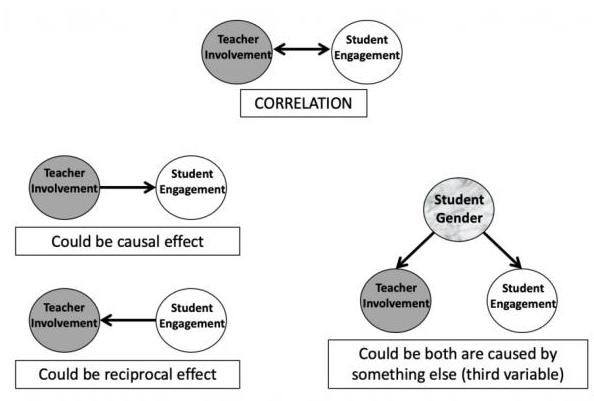 Teacher
Involvement
Student
Engagement
CORRELATION
Teacher
Involvement
Student
Engagement
Could be causal effect
Teacher
Involvement
Student
Engagement
Could be reciprocal effect
Student
Gender
Teacher
Involvement
Student
Engagement
Could be both are caused by
something else (third variable)